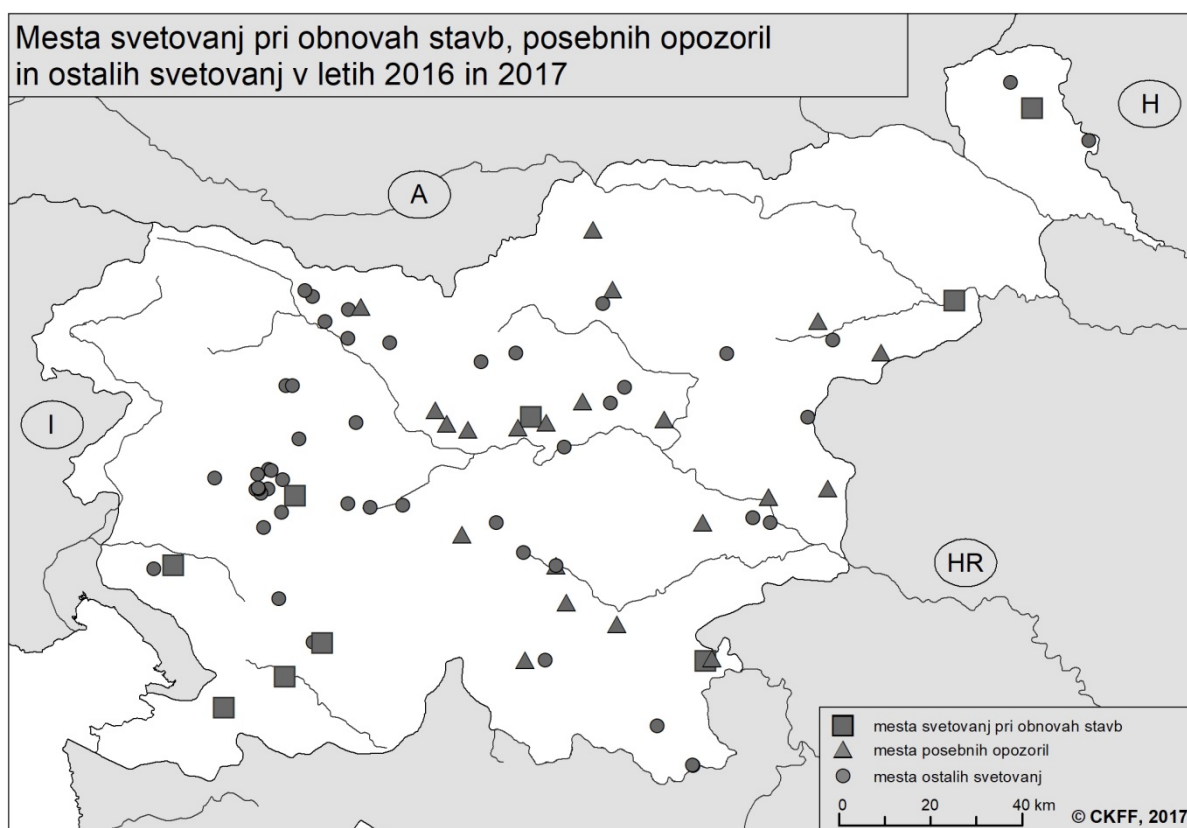 Mesta svetovanj pri obnovah stavb, posebnih opozoril
in ostalih svetovanj v letih 2016 in 2017
H
A
I
HR
mesta svetovanj pri obnovah stavb
mesta posebnih opozoril
mesta ostalih svetovanj
0 20 40 km
© CKFF, 2017